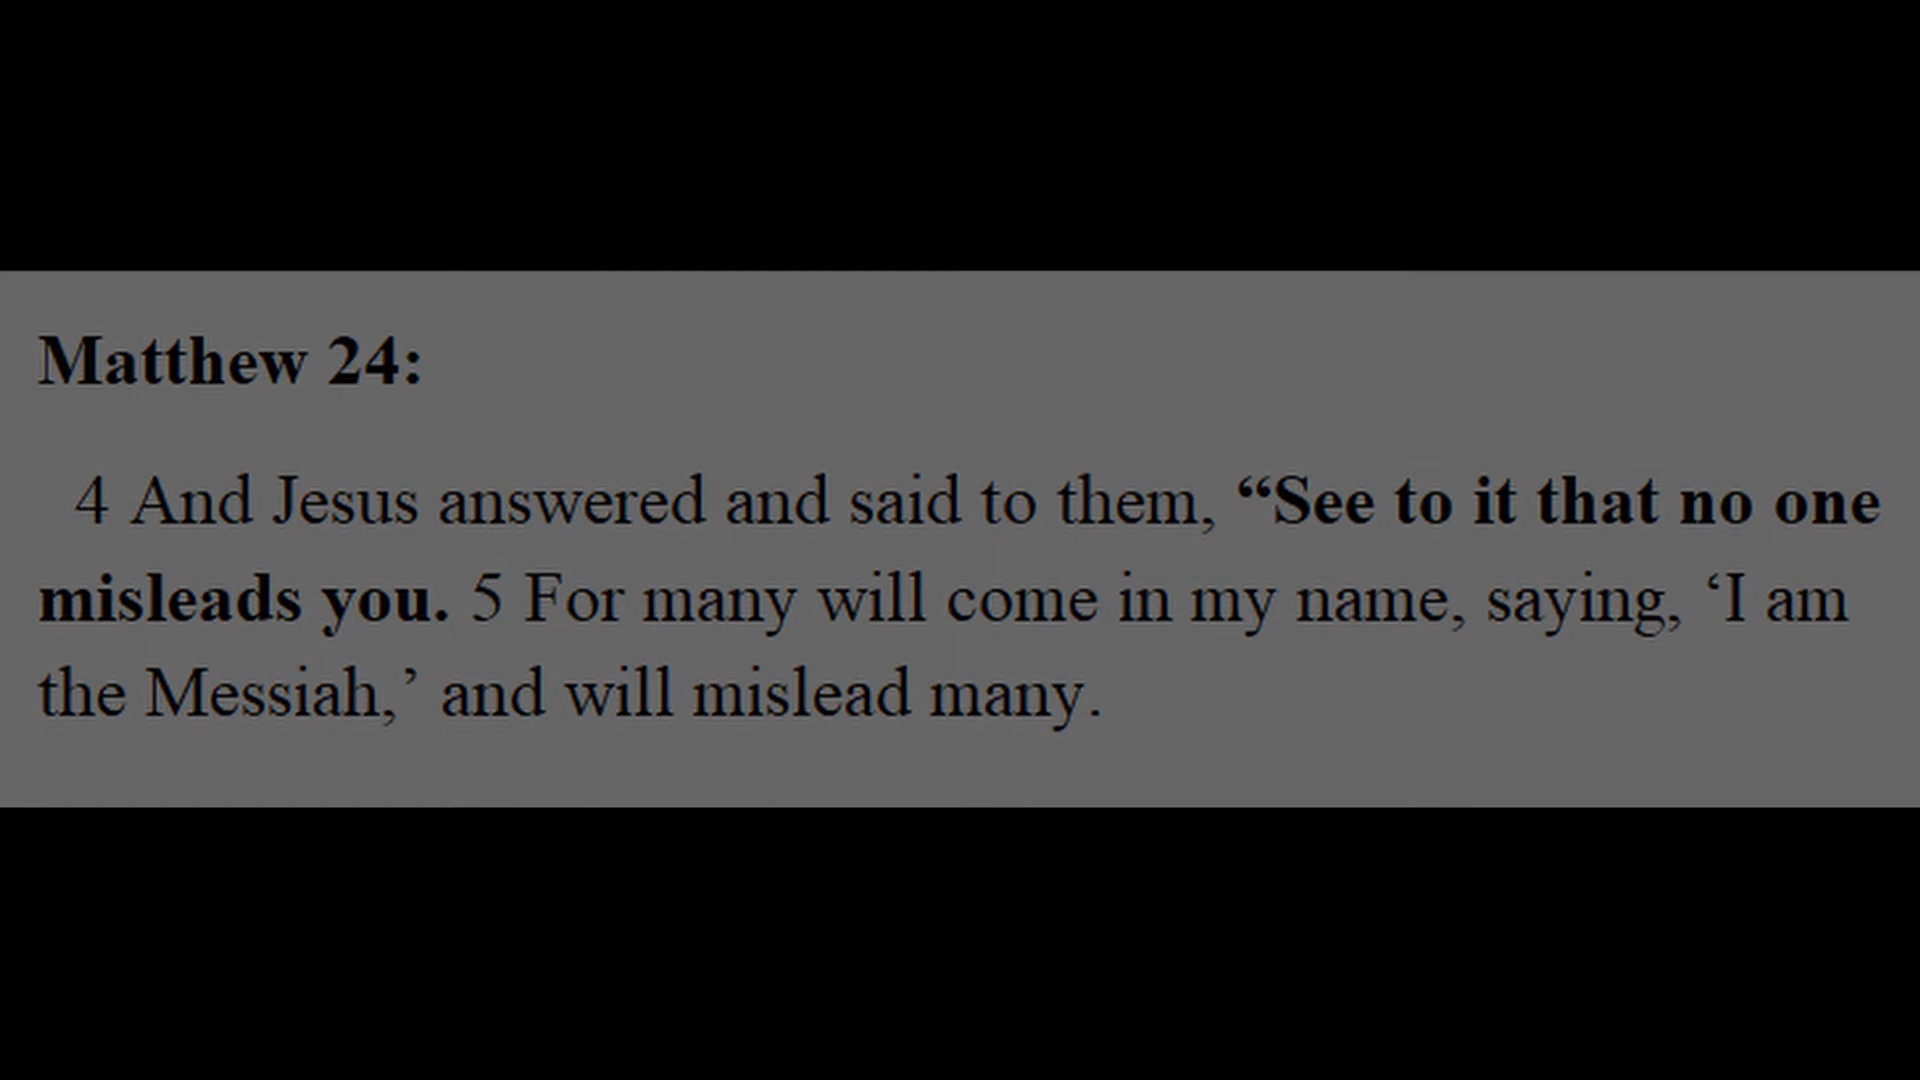 Matthew 24:
4 And Jesus answered and said to them, “See to it that no one
misleads you. 5 For many will come in my name, saying, ‘I am
the Messiah,’ and will mislead many.